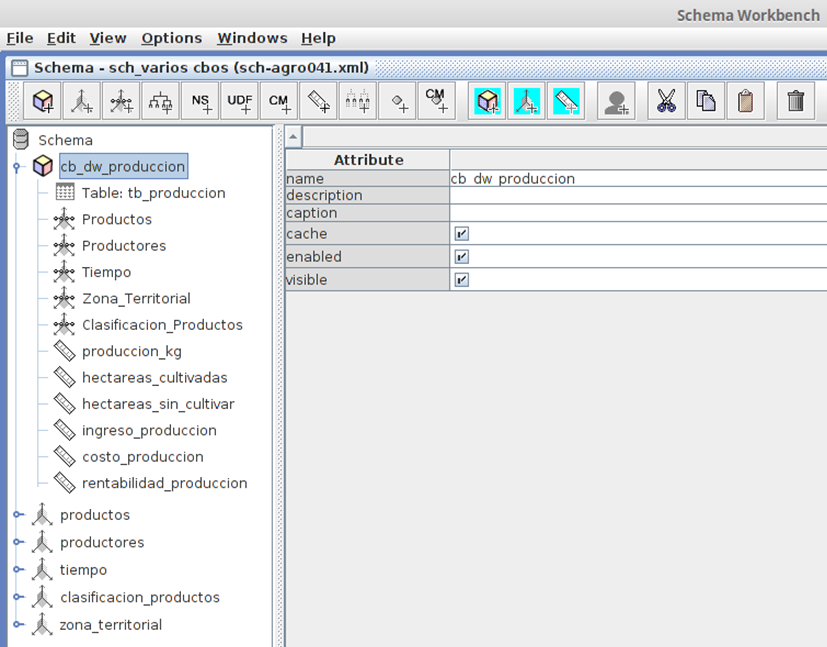 Schema Workbench
File Edit View Options Windows Help
Schema - sch_varios cbos (sch-agro041.xml)
NS UDF CM CM
Schema
cb_dw_produccion
Table: tb_produccion
Productos
Productores
Tiempo
Zona_Territorial
Clasificacion_Productos
produccion_kg
hectareas_cultivadas
hectareas_sin_cultivar
ingreso_produccion
costo_produccion
rentabilidad_produccion
productos
productores
tiempo
clasificacion_productos
zona_territorial
Attribute
name cb_dw_produccion
description
caption
cache
enabled
visible